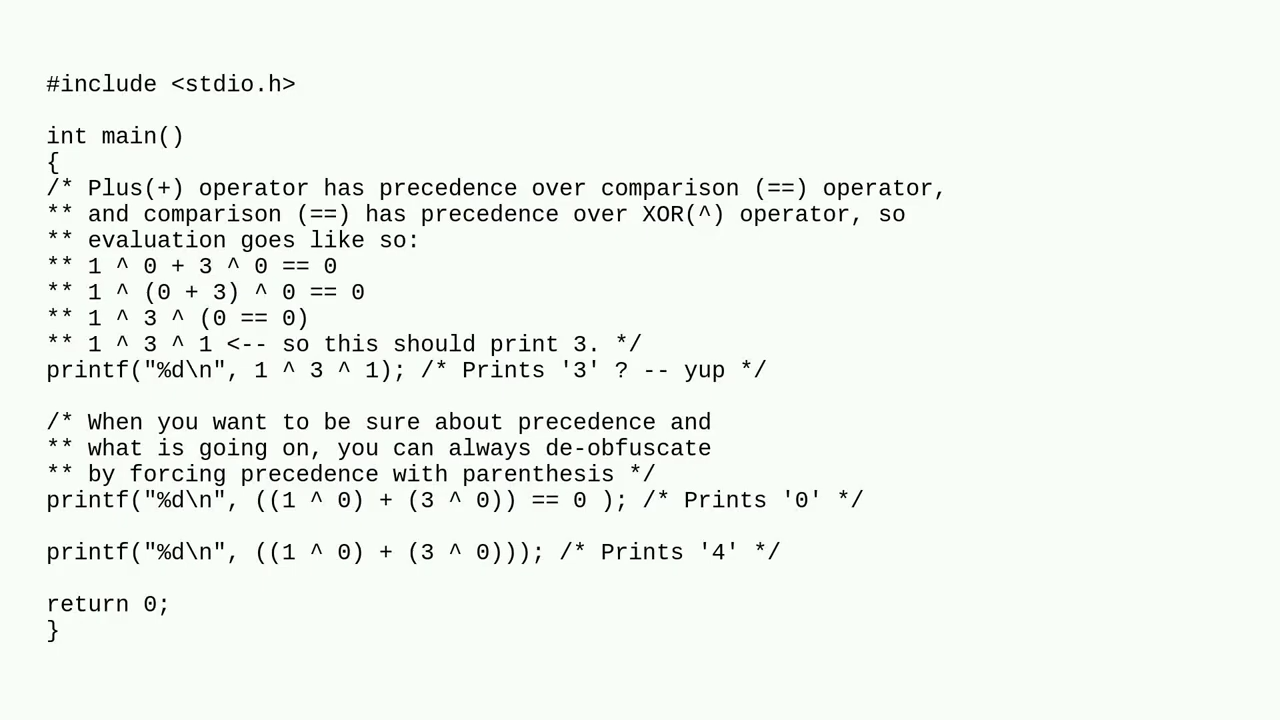 #include <stdio.h>
int main()
{
/* Plus(+) operator has precedence over comparison (==) operator,
** and comparison (==) has precedence over XOR(^) operator, so
** evaluation goes like so:
** 1 ^ 0 + 3 ^ 0 == 0
** 1 ^ (0 + 3) ^ 0 == 0
** 1 ^ 3 ^ (0 == 0)
** 1 ^ 3 ^ 1 <-- so this should print 3. */
printf("%d\n", 1 ^ 3 ^ 1); /* Prints '3' ? -- yup */
/* When you want to be sure about precedence and
** what is going on, you can always de-obfuscate
** by forcing precedence with parenthesis */
printf("%d\n", ((1 ^ 0) + (3 ^ 0)) == 0 ); /* Prints '0' */
printf("%d\n", ((1 ^ 0) + (3 ^ 0))); /* Prints '4' */
return 0;
}